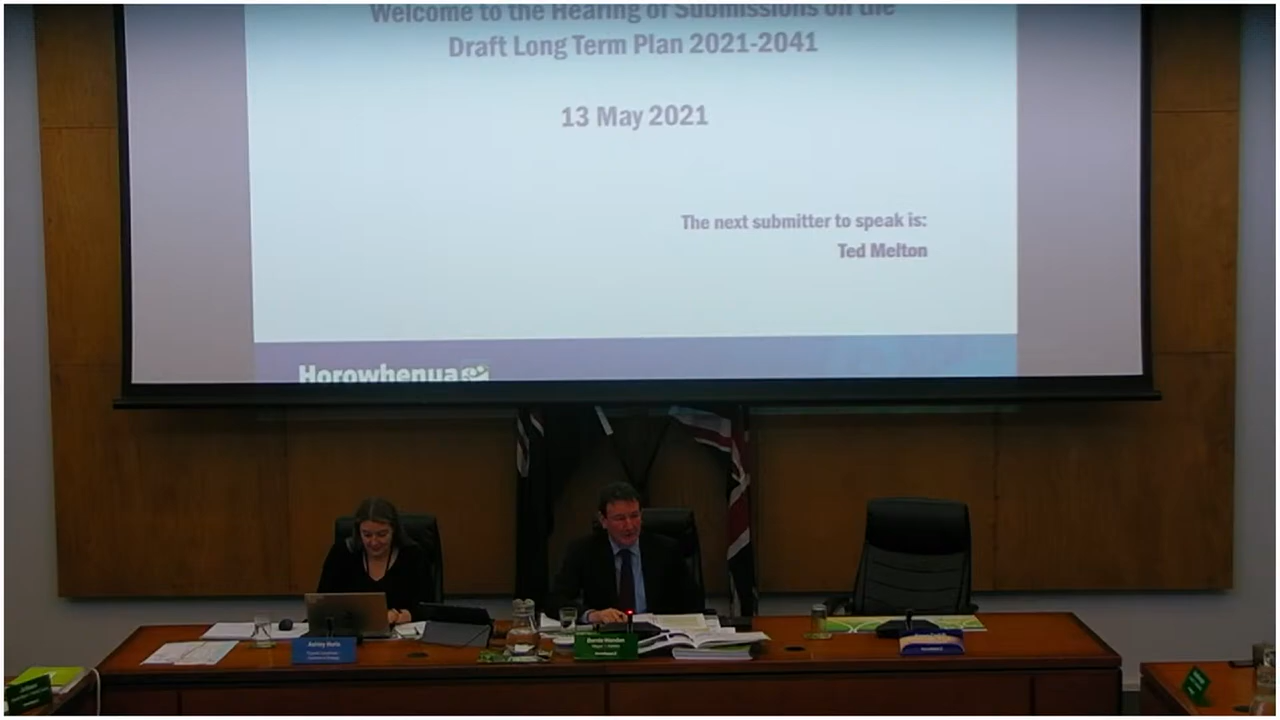 Welcome to the Hearing of Submissions on the
Draft Long Term Plan 2021-2041
13 May 2021
The next submitter to speak is:
Ted Melton
Horowhenua